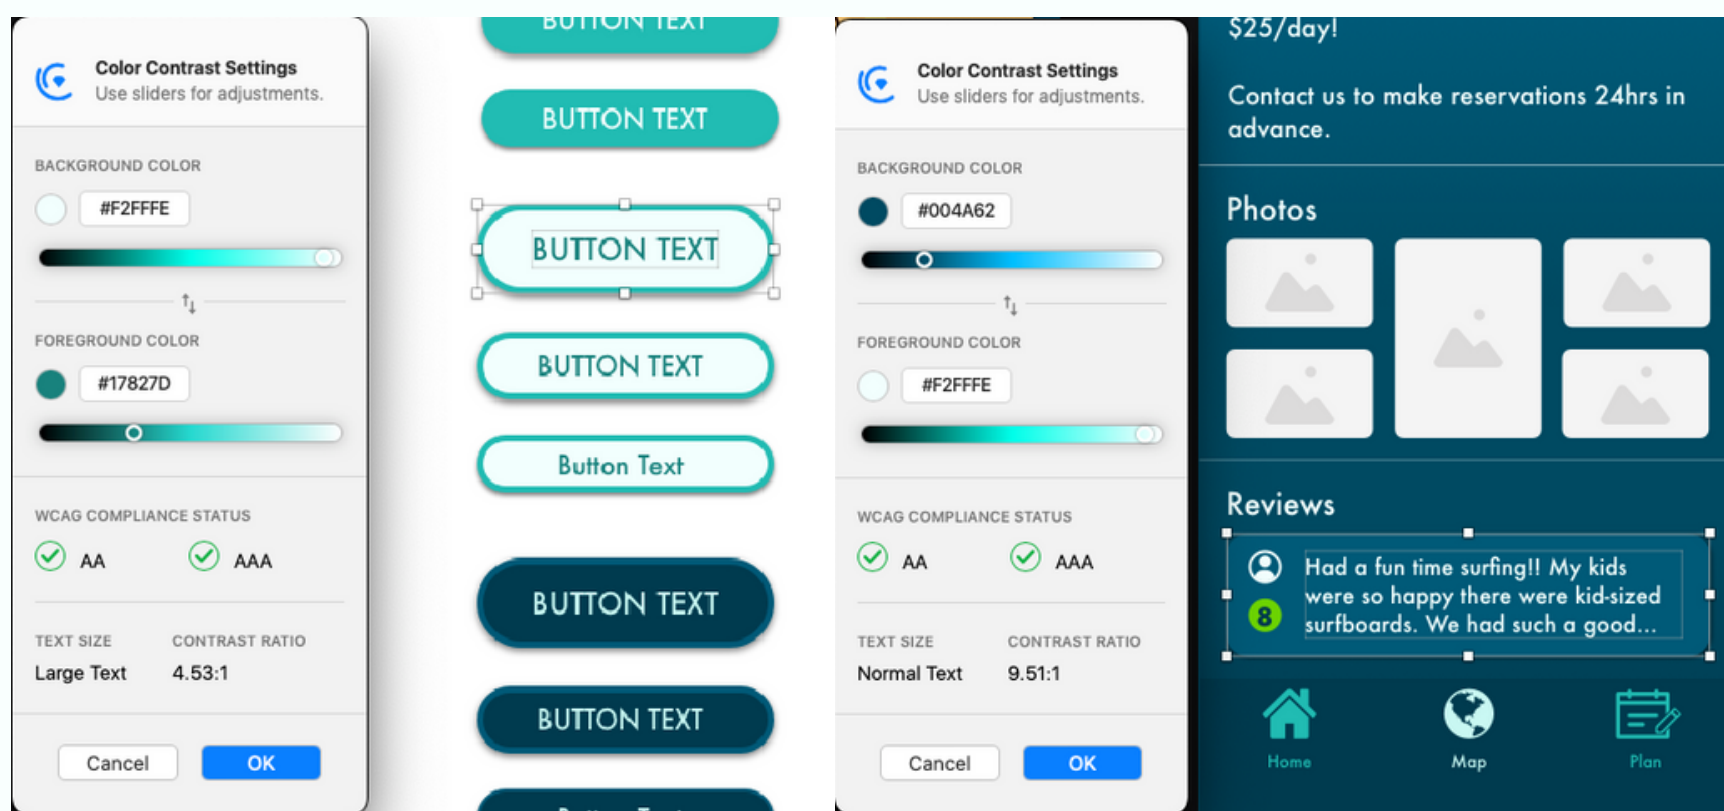 Color Contrast Settings
Use sliders for adjustments.
BACKGROUND COLOR
#F2FFFE
FOREGROUND COLOR
#17827D
WCAG COMPLIANCE STATUS
AA
AAA
TEXT SIZE
CONTRAST RATIO
Large Text
4.53:1
Cancel
OK
BUTTON TEXT
BUTTON TEXT
BUTTON TEXT
BUTTON TEXT
Button Text
BUTTON TEXT
BUTTON TEXT
Button Text
Color Contrast Settings
Use sliders for adjustments.
BACKGROUND COLOR
#004A62
FOREGROUND COLOR
#F2FFFE
WCAG COMPLIANCE STATUS
AA
AAA
TEXT SIZE
CONTRAST RATIO
Normal Text
9.51:1
Cancel
OK
$25/day!
Contact us to make reservations 24hrs in
advance.
Photos
Reviews
8
Had a fun time surfing!! My kids
were so happy there were kid-sized
surfboards. We had such a good...
Home
Map
Plan